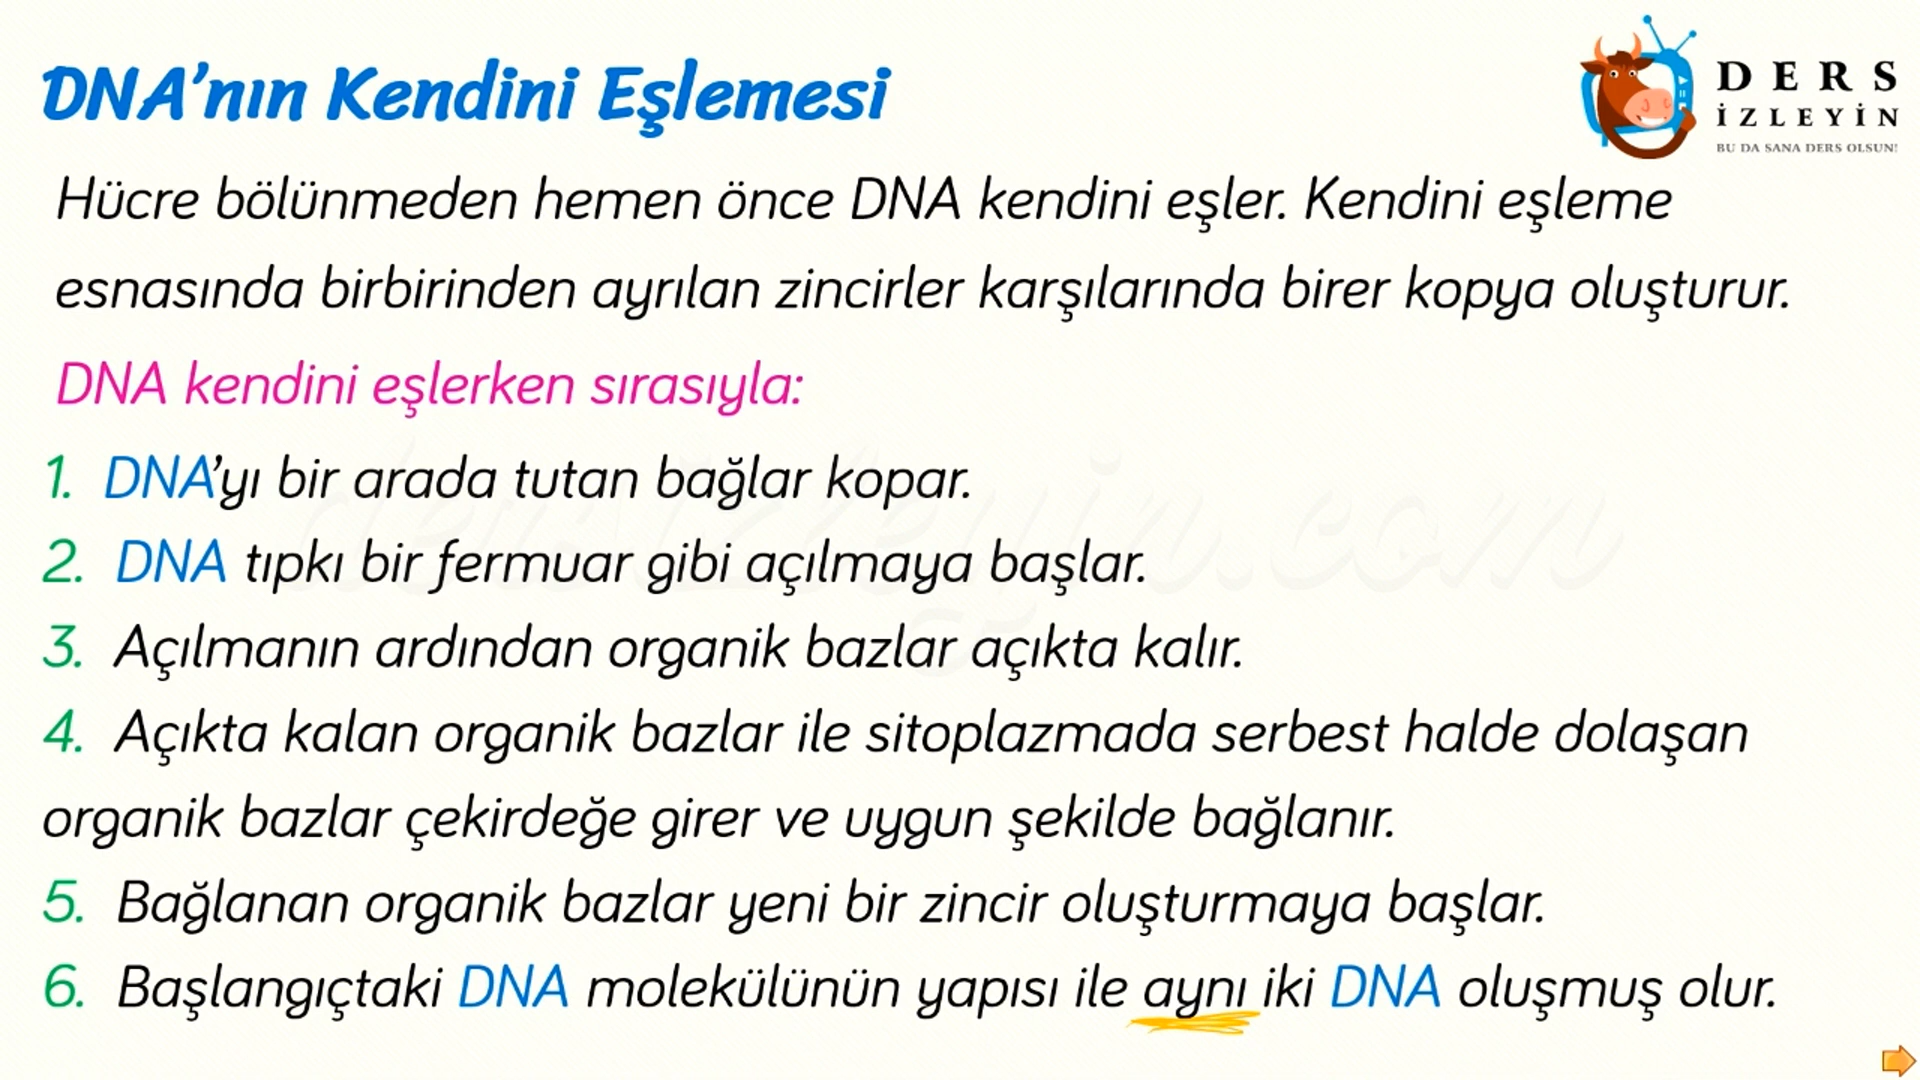 DNA’nın Kendini Eşlemesi
DERS
İZLEYİN
BU DA SANA DERS OLSUN!
Hücre bölünmeden hemen önce DNA kendini eşler. Kendini eşleme
esnasında birbirinden ayrılan zincirler karşılarında birer kopya oluşturur.
DNA kendini eşlerken sırasıyla:
1. DNA’yı bir arada tutan bağlar kopar.
2. DNA tıpkı bir fermuar gibi açılmaya başlar.
3. Açılmanın ardından organik bazlar açıkta kalır.
4. Açıkta kalan organik bazlar ile sitoplazmada serbest halde dolaşan
organik bazlar çekirdeğe girer ve uygun şekilde bağlanır.
5. Bağlanan organik bazlar yeni bir zincir oluşturmaya başlar.
6. Başlangıçtaki DNA molekülünün yapısı ile aynı iki DNA oluşmuş olur.
dersizleyin.com